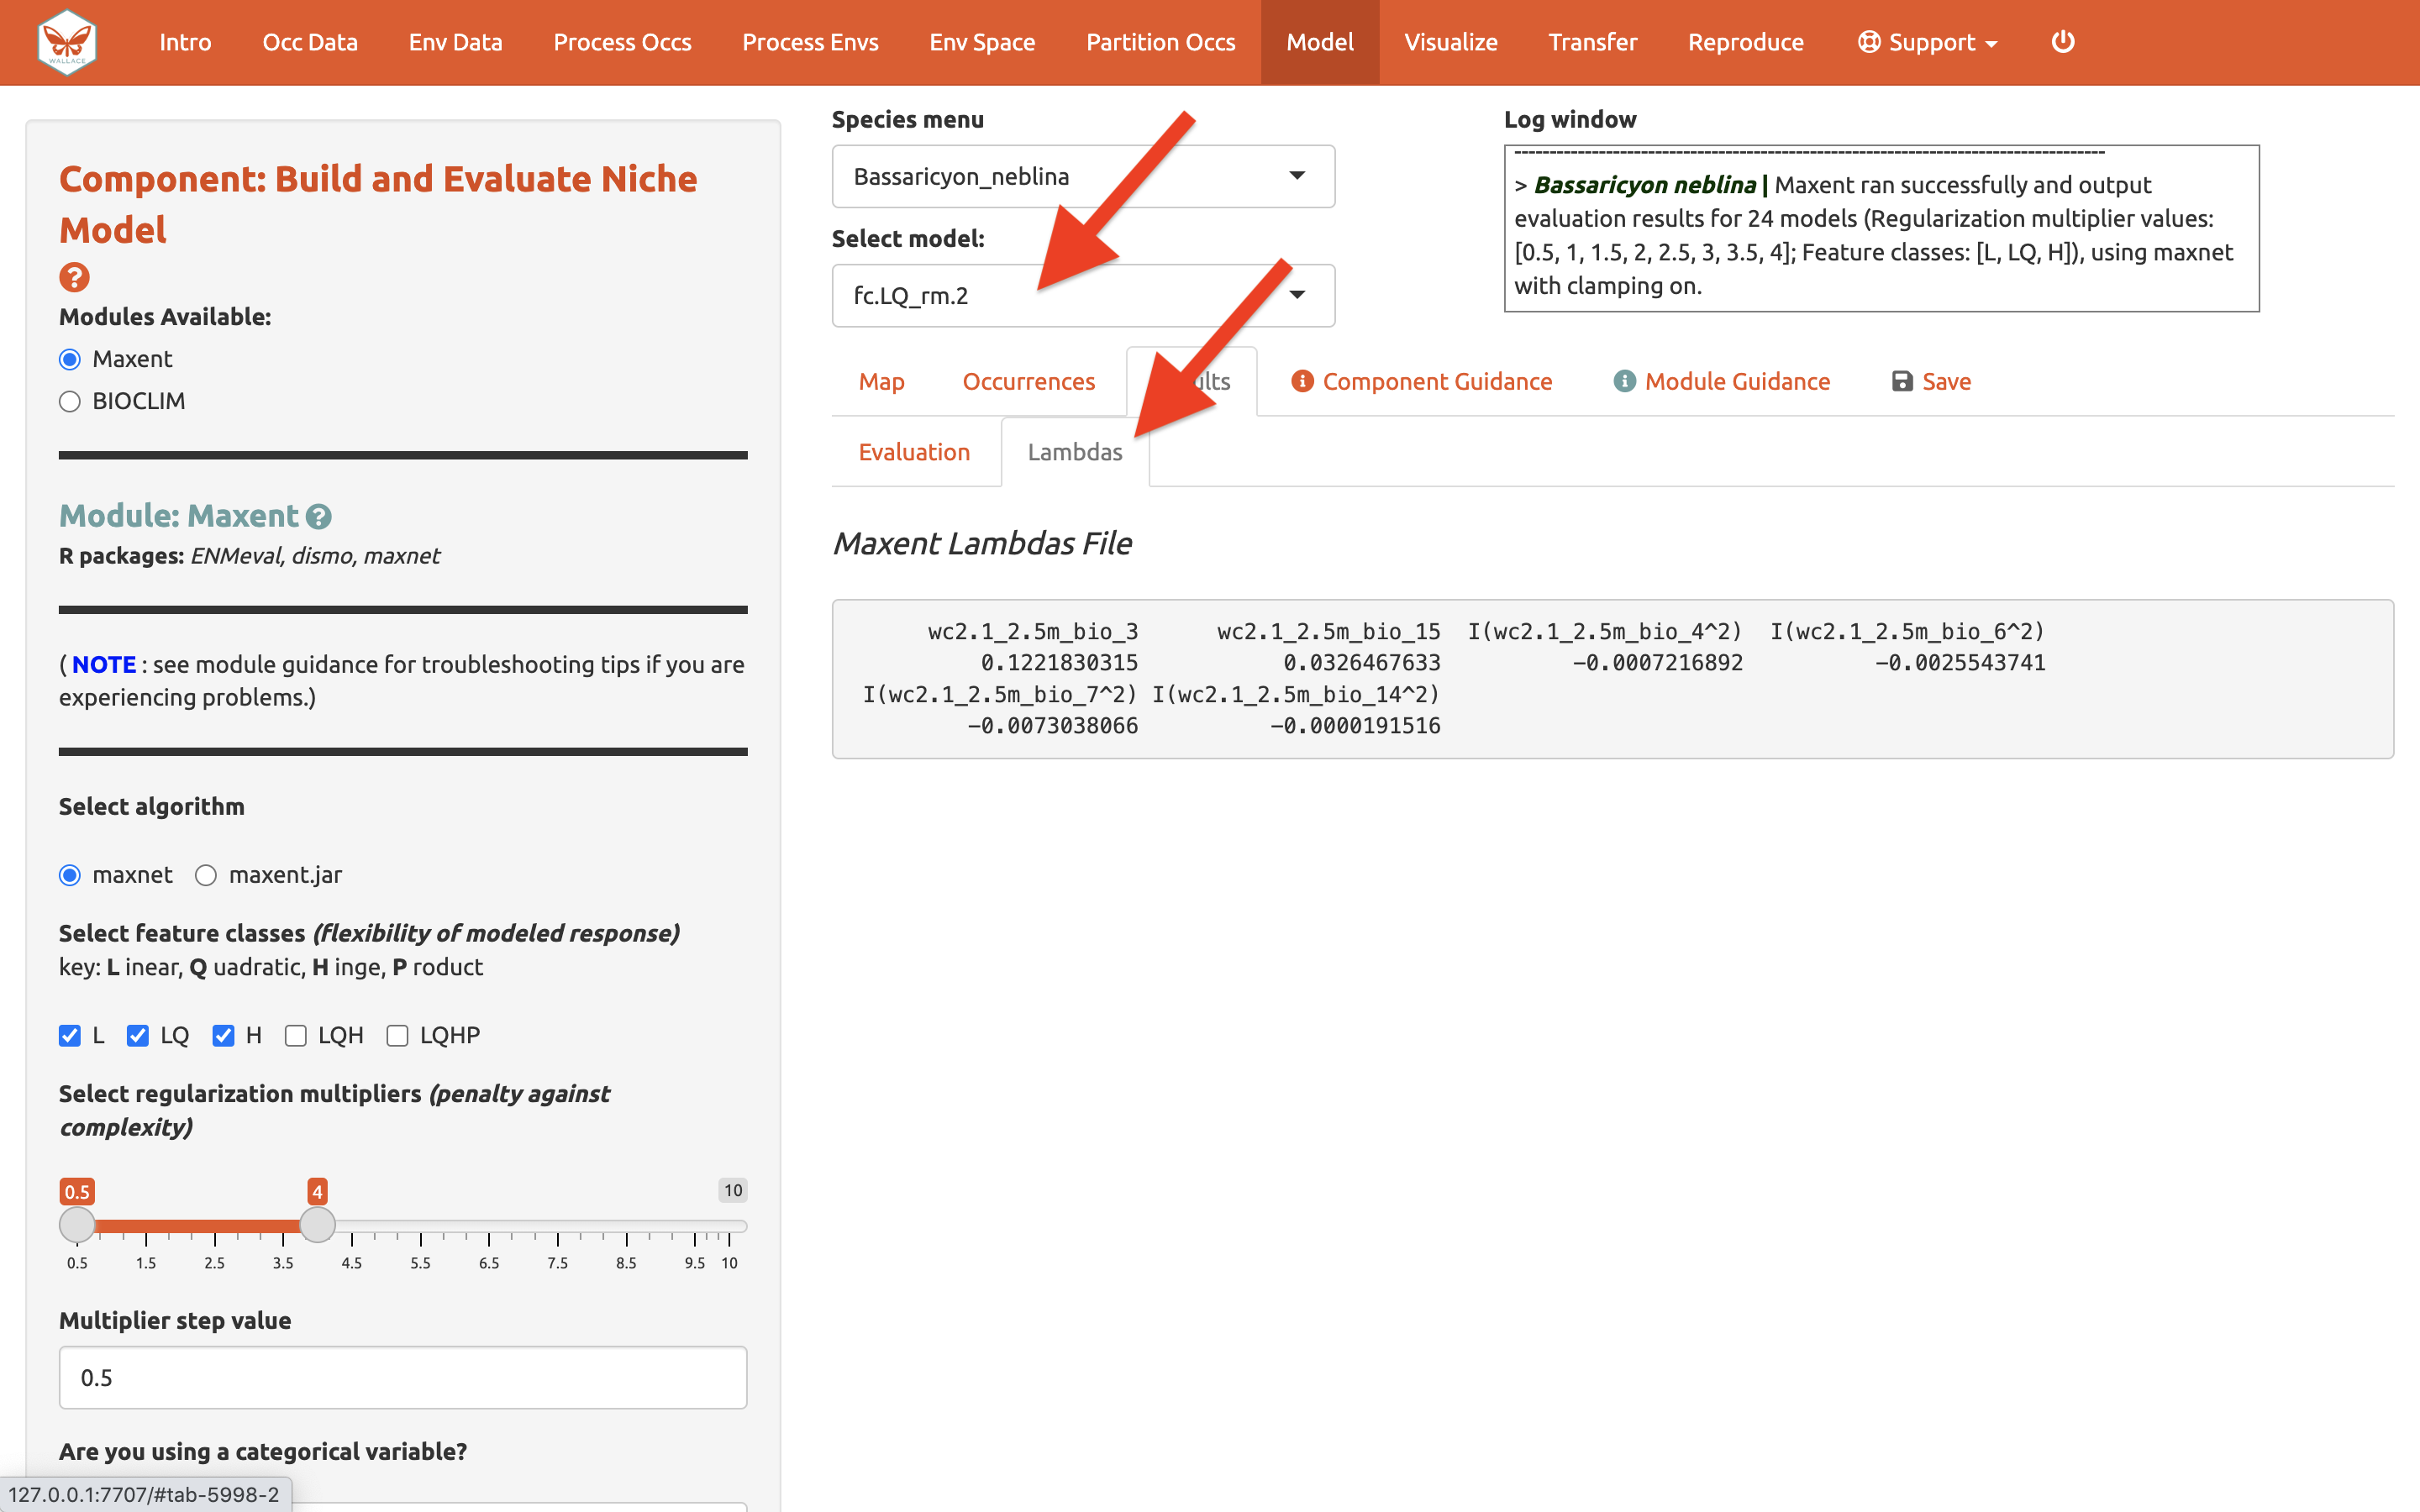 WALLACE
Intro Occ Data Env Data Process Occs Process Envs Env Space Partition Occs Model Visualize Transfer Reproduce Support
Component: Build and Evaluate Niche
Model
?
Modules Available:
Maxent
BIOCLIM
Module: Maxent ?
R packages: ENMeval, dismo, maxnet
( NOTE : see module guidance for troubleshooting tips if you are
experiencing problems.)
Select algorithm
maxnet maxent.jar
Select feature classes (flexibility of modeled response)
key: L inear, Q uadratic, H inge, P roduct
L LQ H LQH LQHP
Select regularization multipliers (penalty against
complexity)
0.5 4 10
0.5 1.5 2.5 3.5 4.5 5.5 6.5 7.5 8.5 9.5 10
Multiplier step value
0.5
Are you using a categorical variable?
127.0.0.1:7707/#tab-5998-2
Species menu
Bassaricyon_neblina
Select model:
fc.LQ_rm.2
Log window
--------------------------------------------------------------------------------
> Bassaricyon neblina | Maxent ran successfully and output
evaluation results for 24 models (Regularization multiplier values:
[0.5, 1, 1.5, 2, 2.5, 3, 3.5, 4]; Feature classes: [L, LQ, H]), using maxnet
with clamping on.
Map Occurrences Component Guidance Module Guidance Save
Evaluation Lambdas
Maxent Lambdas File
wc2.1_2.5m_bio_3 wc2.1_2.5m_bio_15 I(wc2.1_2.5m_bio_4^2) I(wc2.1_2.5m_bio_6^2)
0.1221830315 0.0326467633 -0.0007216892 -0.0025543741
I(wc2.1_2.5m_bio_7^2) I(wc2.1_2.5m_bio_14^2)
-0.0073038066 -0.0000191516